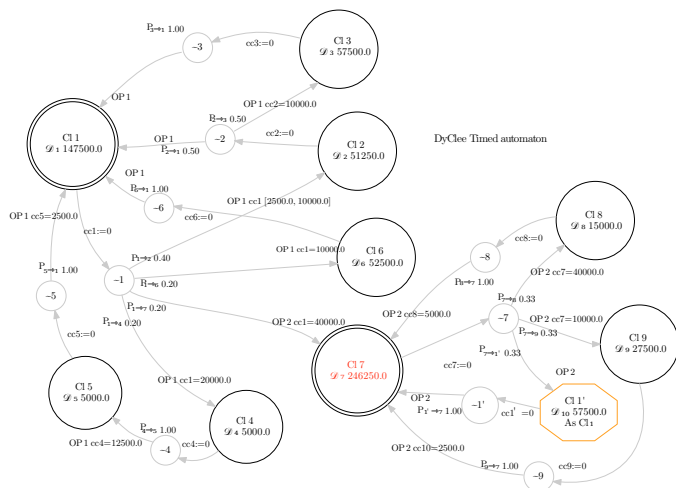 P₃→₁ 1.00
−3
cc3:=0
Cl 3
𝒟 ₃ 57500.0
OP 1
OP 1 cc2=10000.0
P₂→₃ 0.50
Cl 1
𝒟 ₁ 147500.0
OP 1
−2
P₂→₁ 0.50
cc2:=0
Cl 2
𝒟 ₂ 51250.0
DyClee Timed automaton
OP 1
P₆→₁ 1.00
−6
cc6:=0
OP 1 cc1 [2500.0, 10000.0]
OP 1 cc5=2500.0
cc1:=0
Cl 8
𝒟 ₈ 15000.0
cc8:=0
−8
OP 1 cc1=10000.0
Cl 6
𝒟 ₆ 52500.0
P₁→₂ 0.40
P₅→₁ 1.00
−1
P₁→₆ 0.20
P₈→₇ 1.00
OP 2 cc7=40000.0
−5
P₁→₇ 0.20
P₁→₄ 0.20
P₇→₈ 0.33
OP 2 cc8=5000.0
−7
OP 2 cc7=10000.0
OP 2 cc1=40000.0
P₇→₉ 0.33
Cl 9
𝒟 ₉ 27500.0
cc5:=0
P₇→₁' 0.33
Cl 7
𝒟 ₇ 246250.0
cc7:=0
OP 2
OP 1 cc1=20000.0
Cl 5
𝒟 ₅ 5000.0
OP 2
−1'
P₁'→₇ 1.00
cc1' =0
Cl 1'
𝒟 ₁₀ 57500.0
As Cl₁
Cl 4
𝒟 ₄ 5000.0
P₄→₅ 1.00
OP 1 cc4=12500.0
−4
cc4:=0
OP 2 cc10=2500.0
P₉→₇ 1.00
cc9:=0
−9